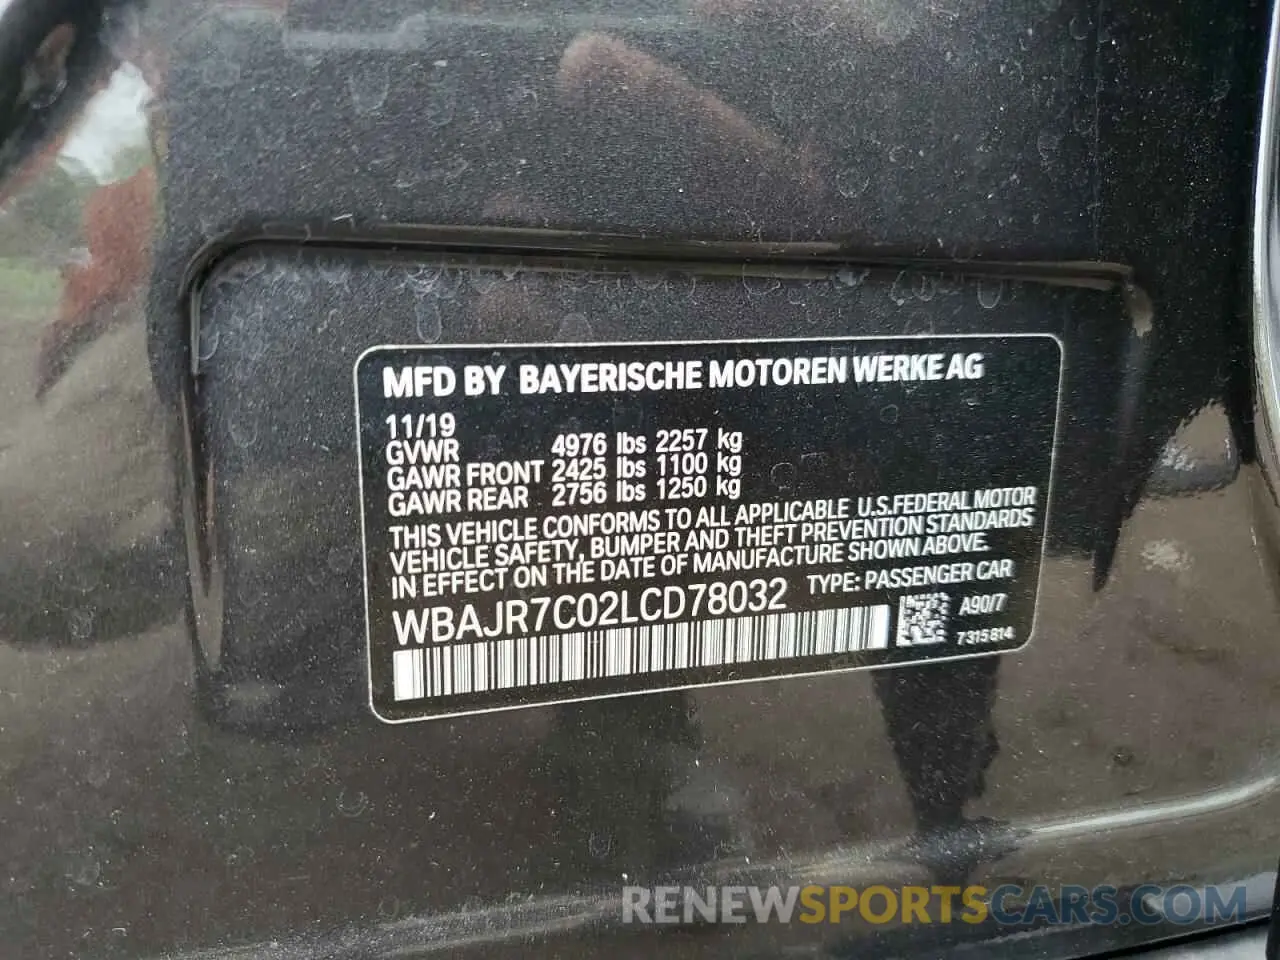 MFD BY BAYERISCHE MOTOREN WERKE AG
11/19
GVWR 4976 lbs 2257 kg
GAWR FRONT 2425 lbs 1100 kg
GAWR REAR 2756 lbs 1250 kg
THIS VEHICLE CONFORMS TO ALL APPLICABLE U.S.FEDERAL MOTOR
VEHICLE SAFETY, BUMPER AND THEFT PREVENTION STANDARDS
IN EFFECT ON THE DATE OF MANUFACTURE SHOWN ABOVE.
WBAJR7C02LCD78032 TYPE: PASSENGER CAR
A90/7
7315814
RENEWSPORTSCARS.COM